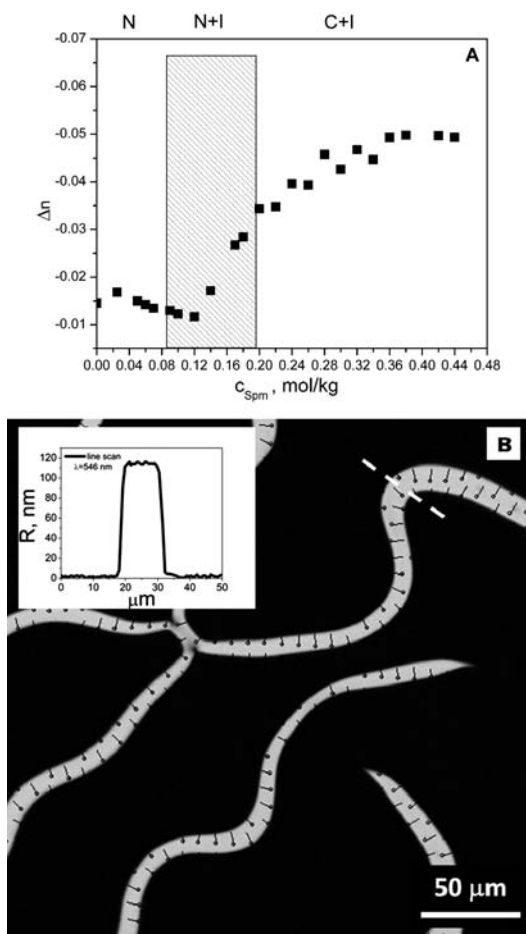 N N+I C+I
A
-0.07
-0.06
-0.05
-0.04
-0.03
-0.02
-0.01
Δn
0.00 0.04 0.08 0.12 0.16 0.20 0.24 0.28 0.32 0.36 0.40 0.44 0.48
cSpm , mol/kg
B
120
100
80
60
40
20
0
R, nm
line scan
λ=546 nm
0 10 20 30 40 50
μm
50 μm